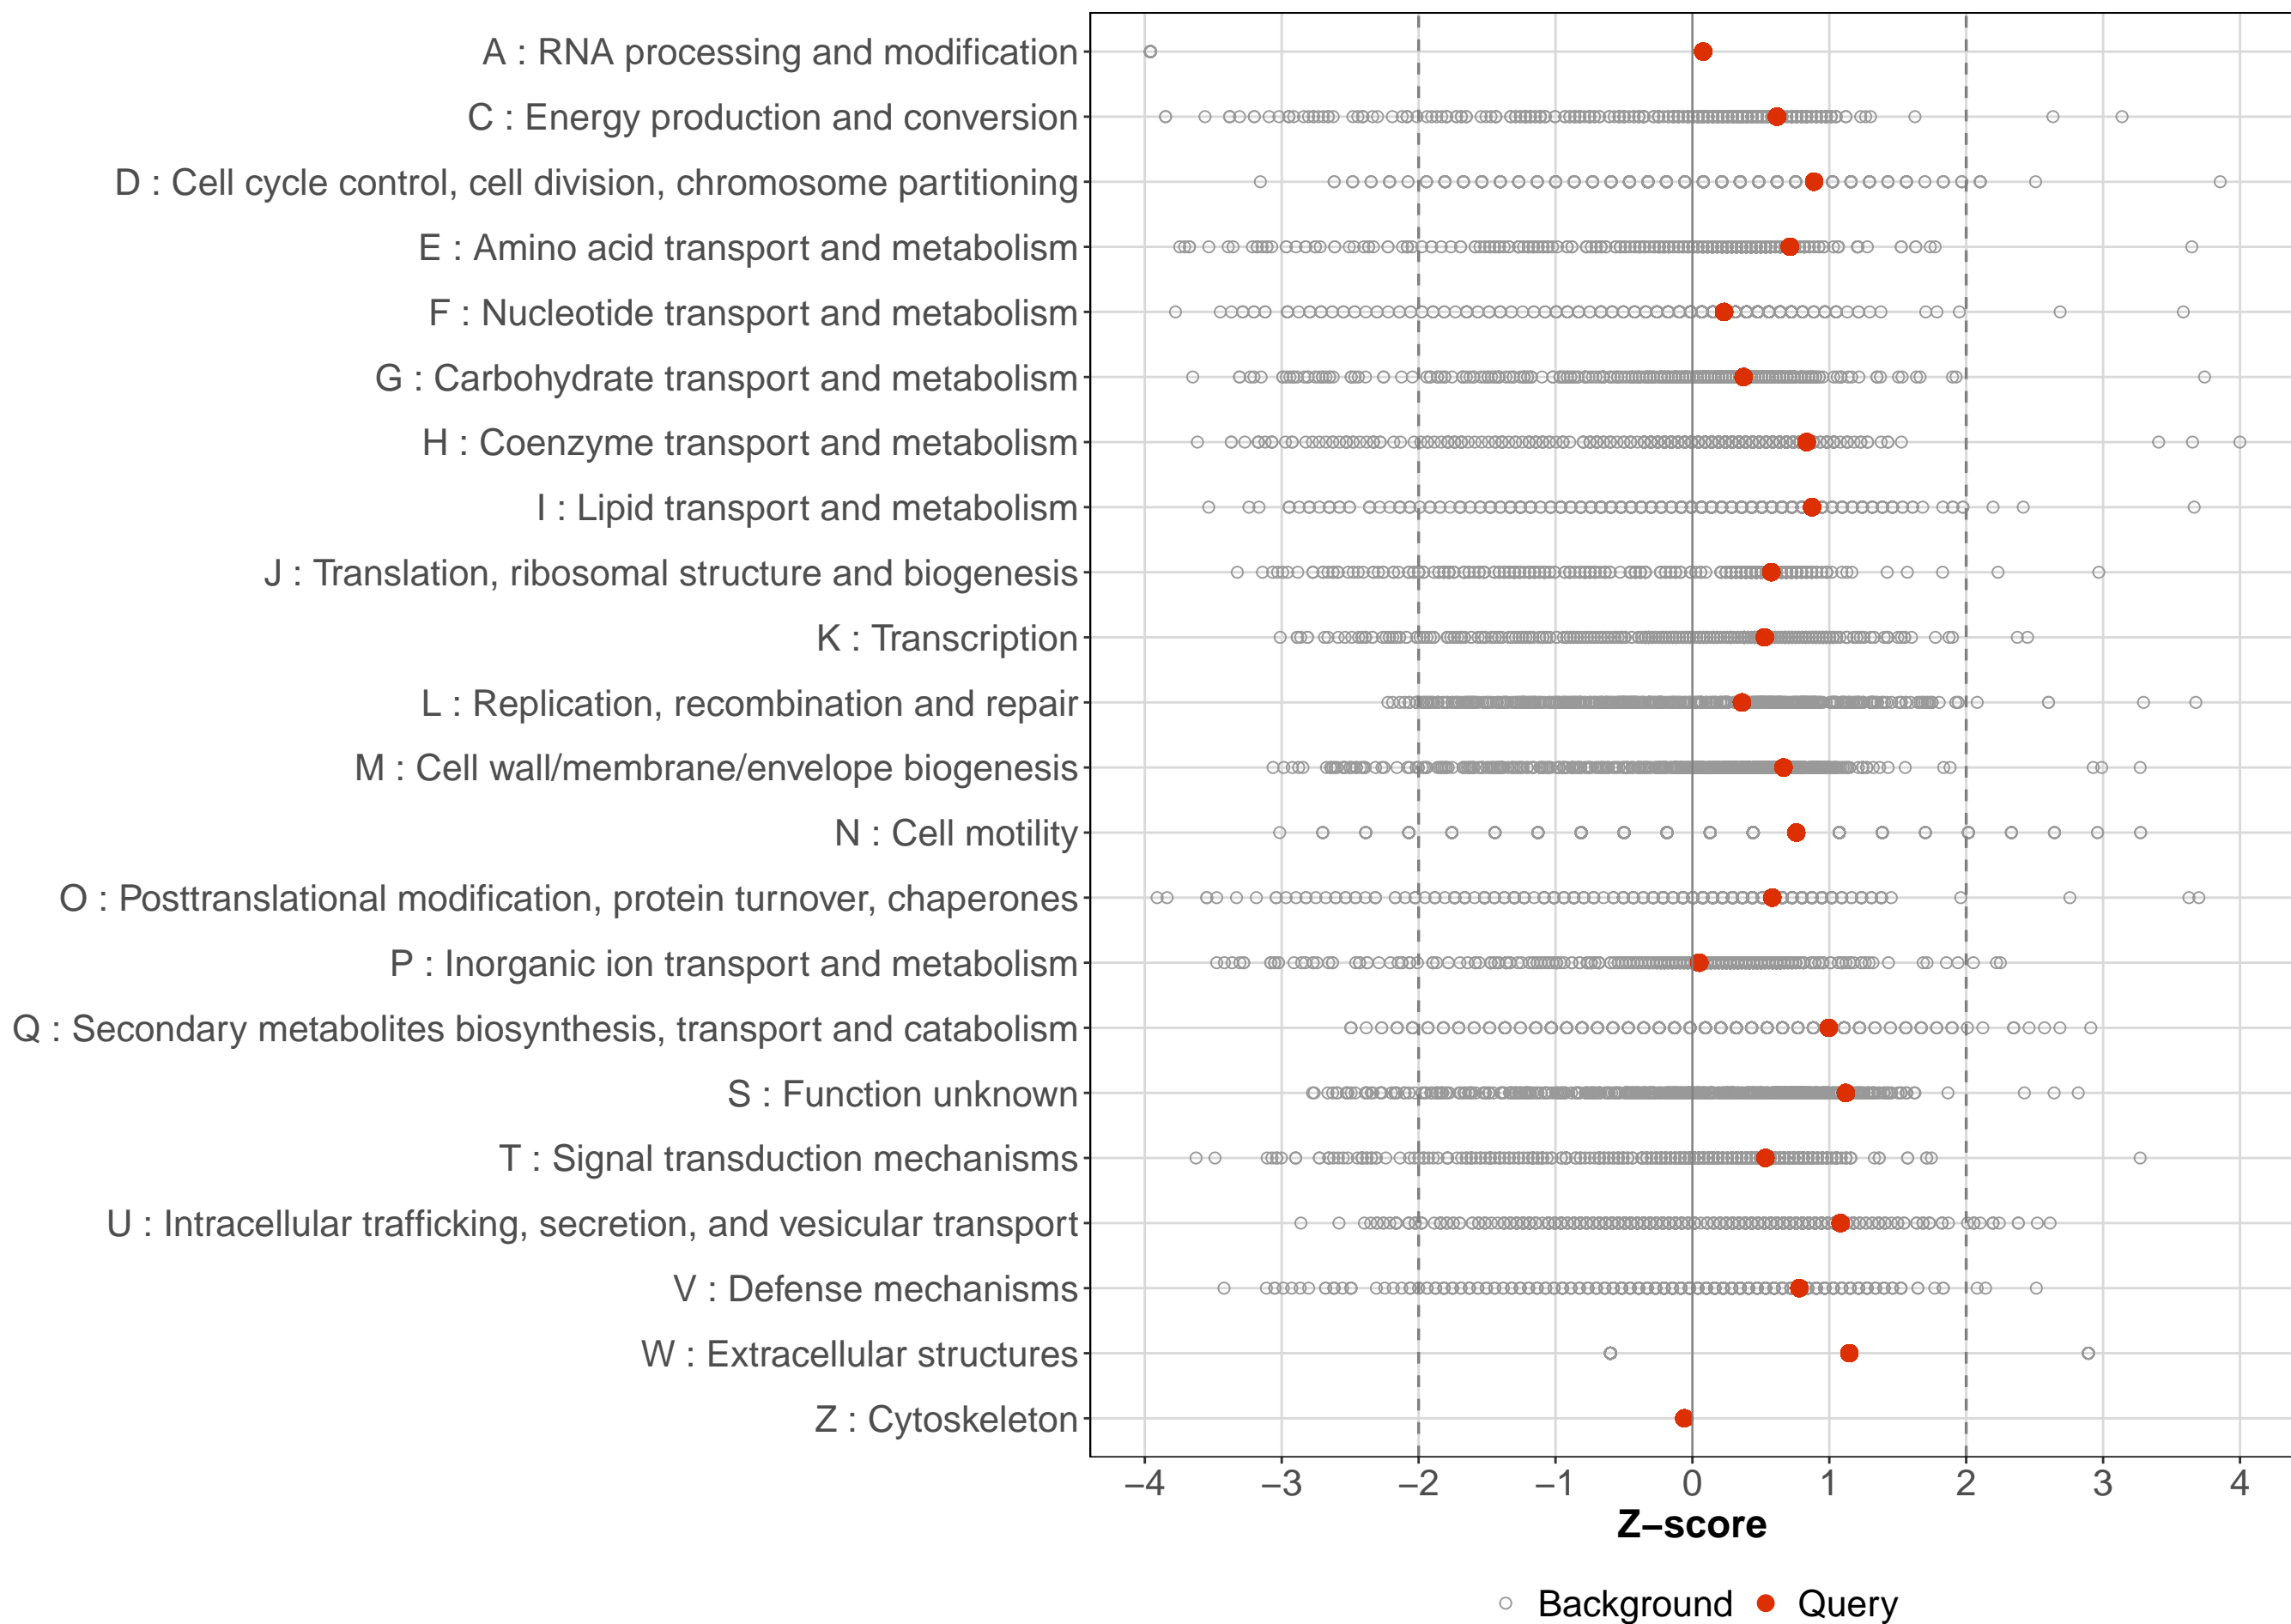 A : RNA processing and modification
C : Energy production and conversion
D : Cell cycle control, cell division, chromosome partitioning
E : Amino acid transport and metabolism
F : Nucleotide transport and metabolism
G : Carbohydrate transport and metabolism
H : Coenzyme transport and metabolism
I : Lipid transport and metabolism
J : Translation, ribosomal structure and biogenesis
K : Transcription
L : Replication, recombination and repair
M : Cell wall/membrane/envelope biogenesis
N : Cell motility
O : Posttranslational modification, protein turnover, chaperones
P : Inorganic ion transport and metabolism
Q : Secondary metabolites biosynthesis, transport and catabolism
S : Function unknown
T : Signal transduction mechanisms
U : Intracellular trafficking, secretion, and vesicular transport
V : Defense mechanisms
W : Extracellular structures
Z : Cytoskeleton
−4 −3 −2 −1 0 1 2 3 4
Z−score
Background Query